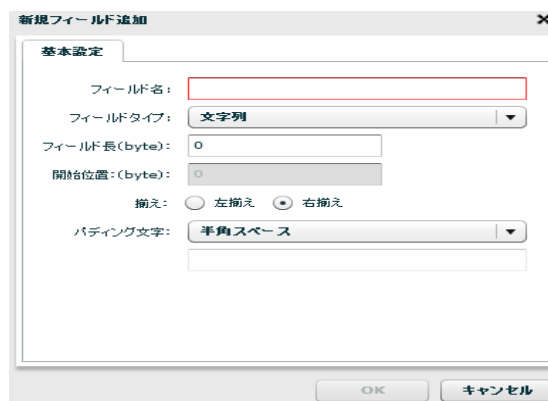 新規フィールド追加
基本設定
フィールド名:
フィールドタイプ: 文字列
フィールド長(byte): 0
開始位置:(byte): 0
揃え: 左揃え 右揃え
パディング文字: 半角スペース
OK キャンセル